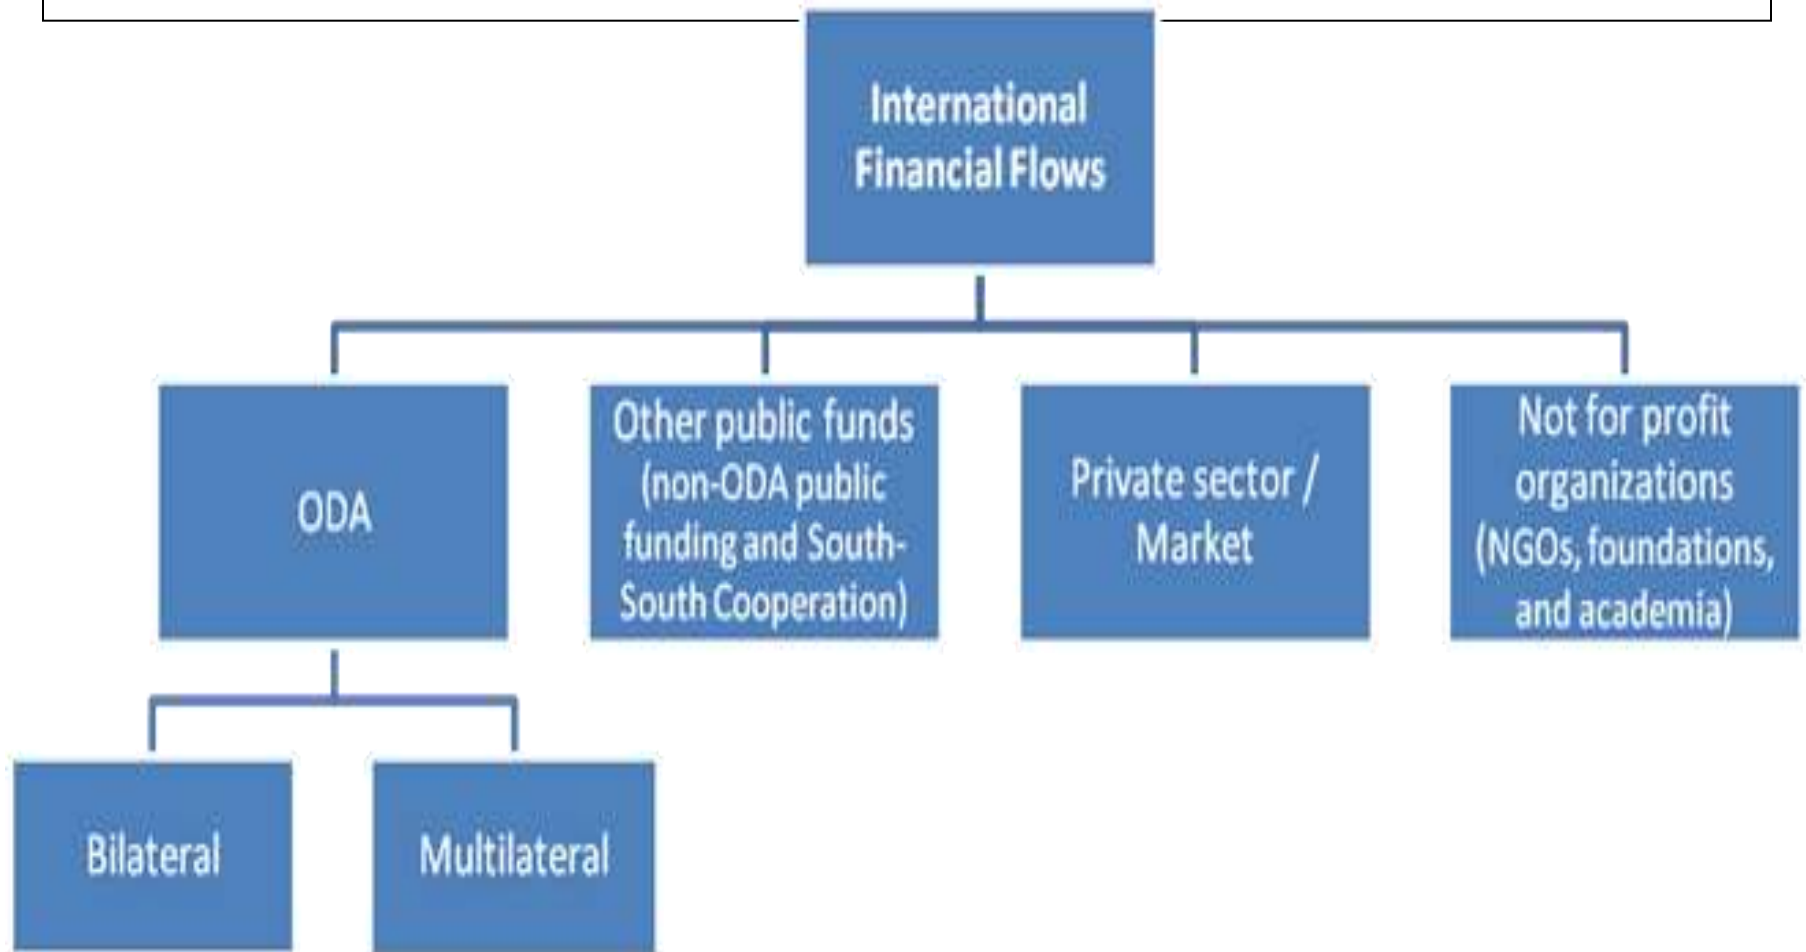 International
Financial Flows
ODA
Other public funds
(non-ODA public
funding and South-
South Cooperation)
Private sector /
Market
Not for profit
organizations
(NGOs, foundations,
and academia)
Bilateral
Multilateral